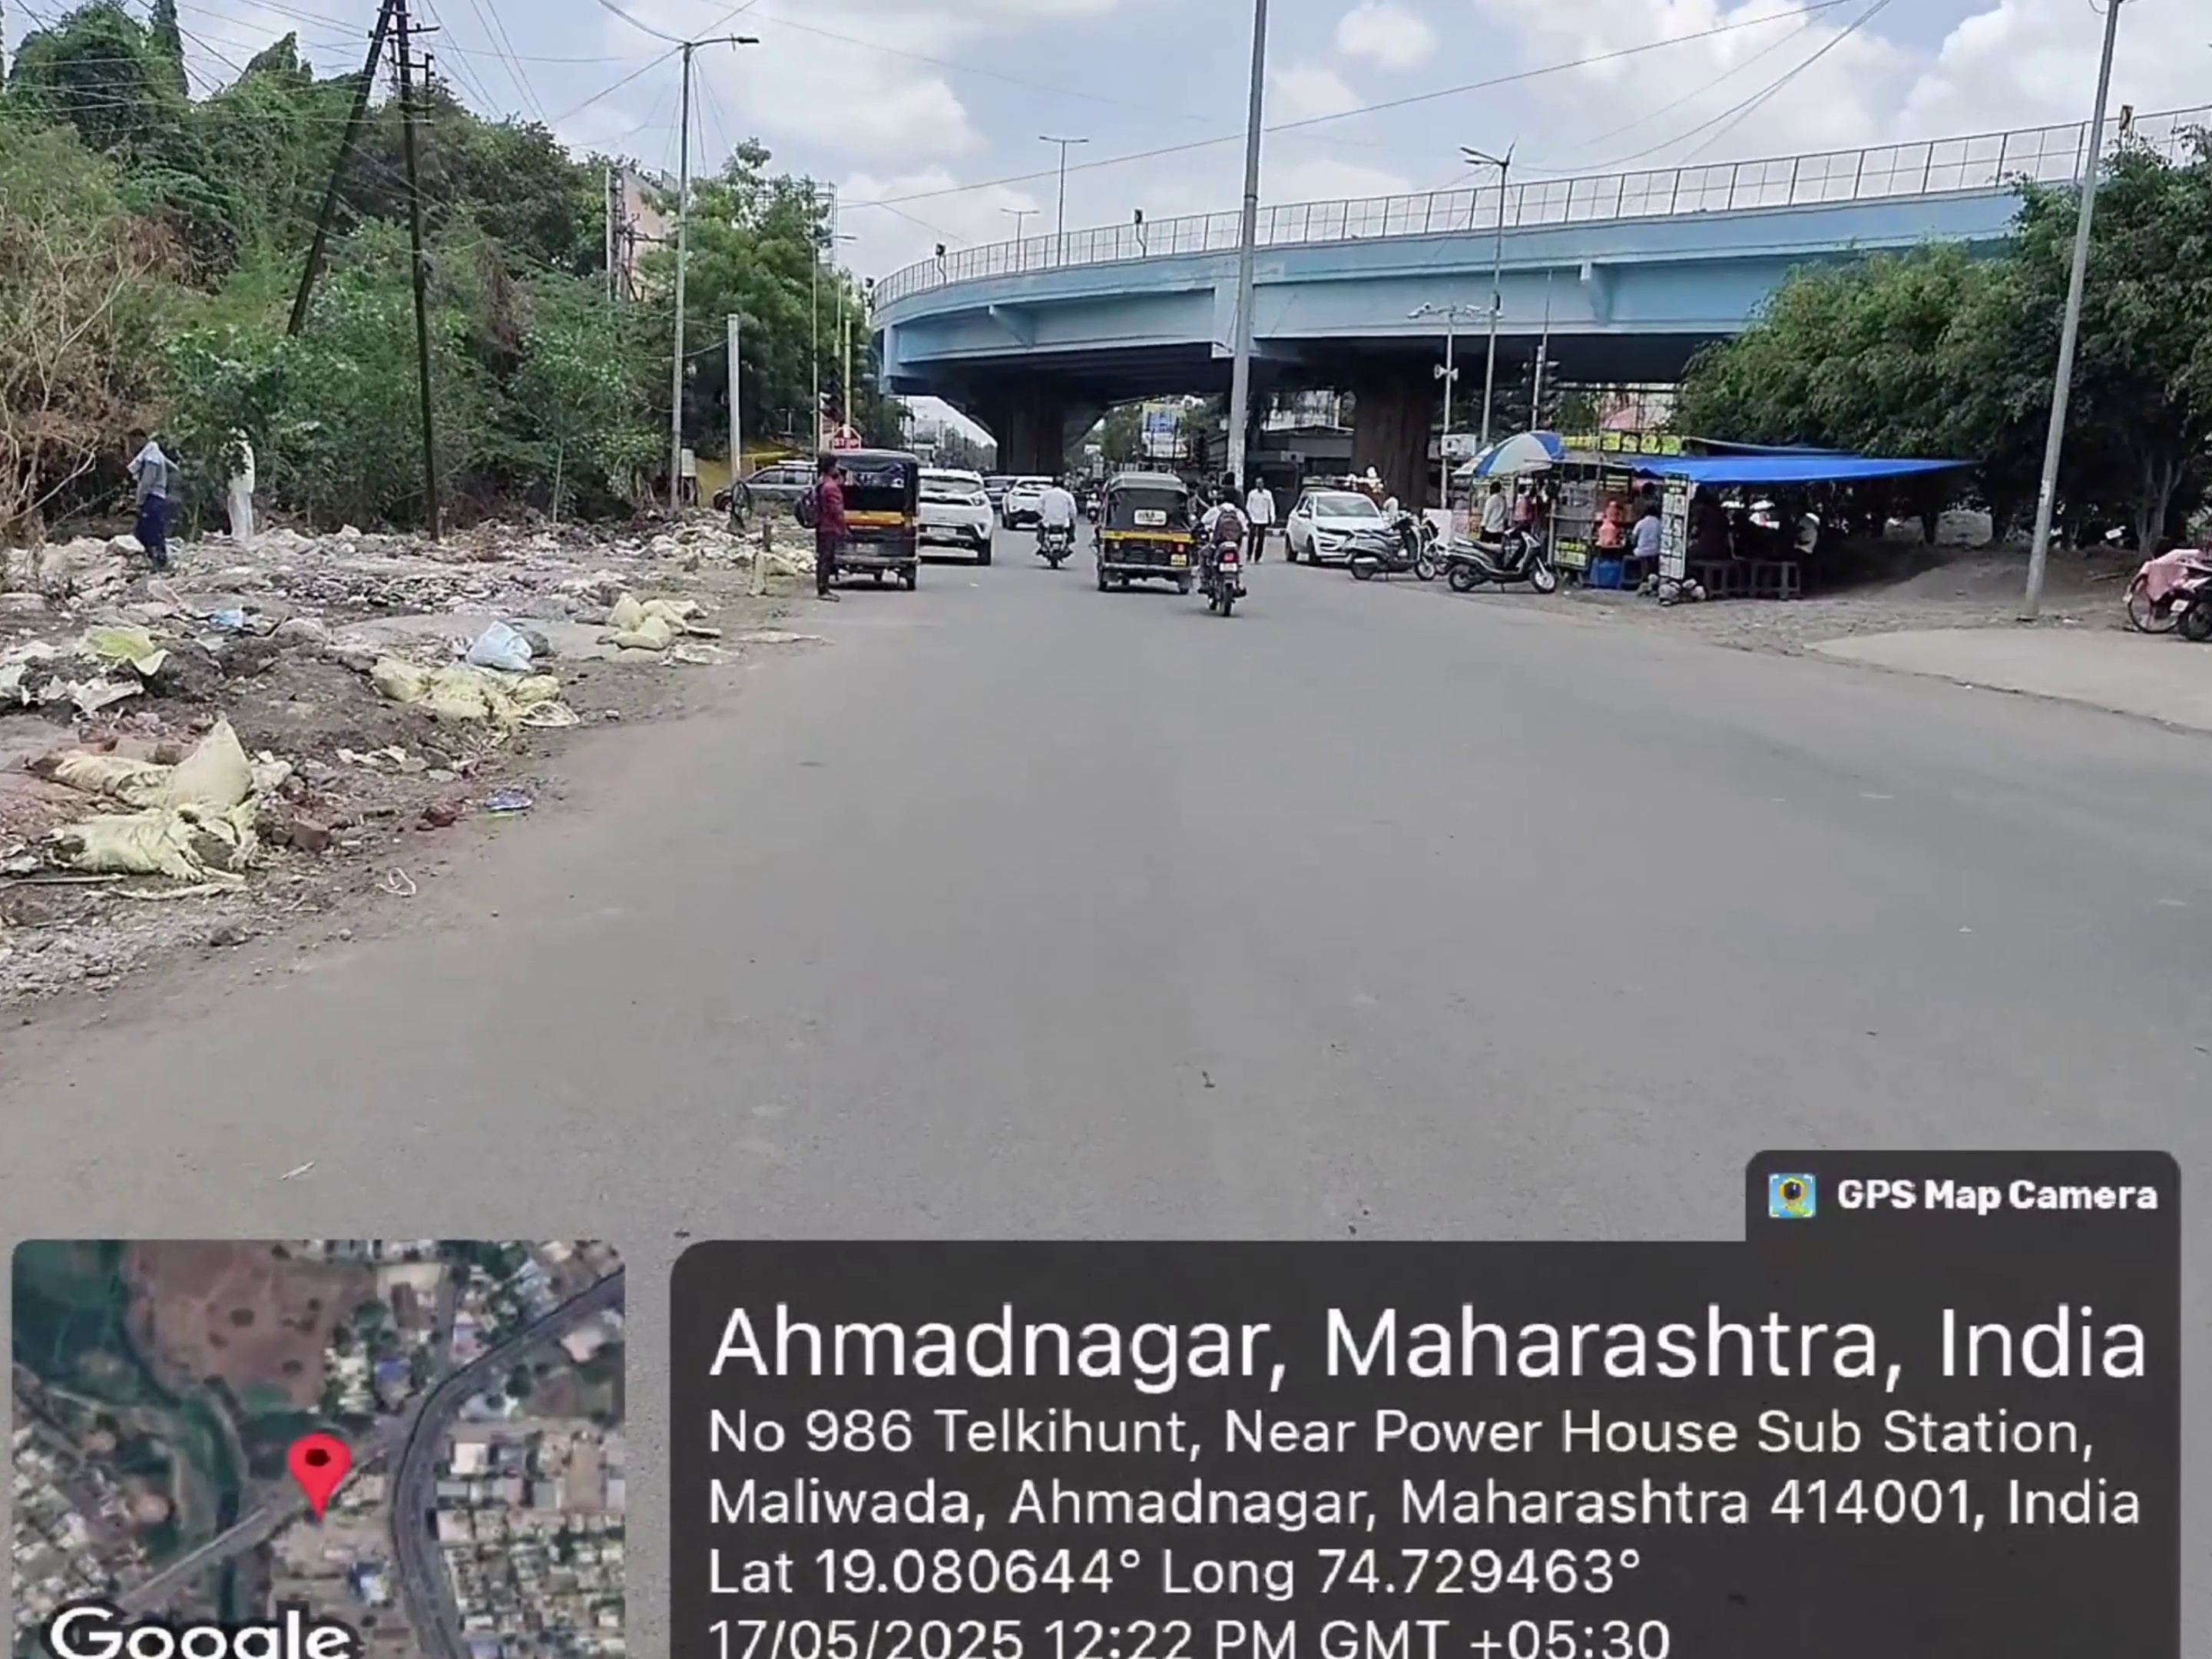 STOP
GPS Map Camera
Ahmadnagar, Maharashtra, India
No 986 Telkihunt, Near Power House Sub Station,
Maliwada, Ahmadnagar, Maharashtra 414001, India
Lat 19.080644° Long 74.729463°
17/05/2025 12:22 PM GMT +05:30
Google